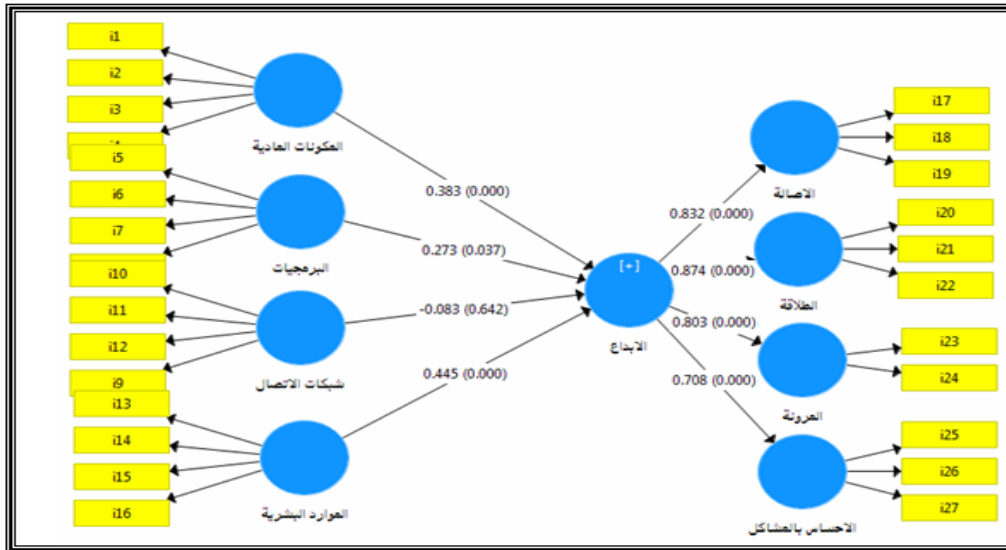 i1
i2
i3
i5
i6
i7
i10
i11
i12
i9
i13
i14
i15
i16
المكونات المادية
البرمجيات
شبكات الاتصال
الموارد البشرية
0.383 (0.000)
0.273 (0.037)
-0.083 (0.642)
0.445 (0.000)
[+]
الابداع
0.832 (0.000)
0.874 (0.000)
0.803 (0.000)
0.708 (0.000)
الاصالة
الطلاقة
المرونة
الاحساس بالمشاكل
i17
i18
i19
i20
i21
i22
i23
i24
i25
i26
i27